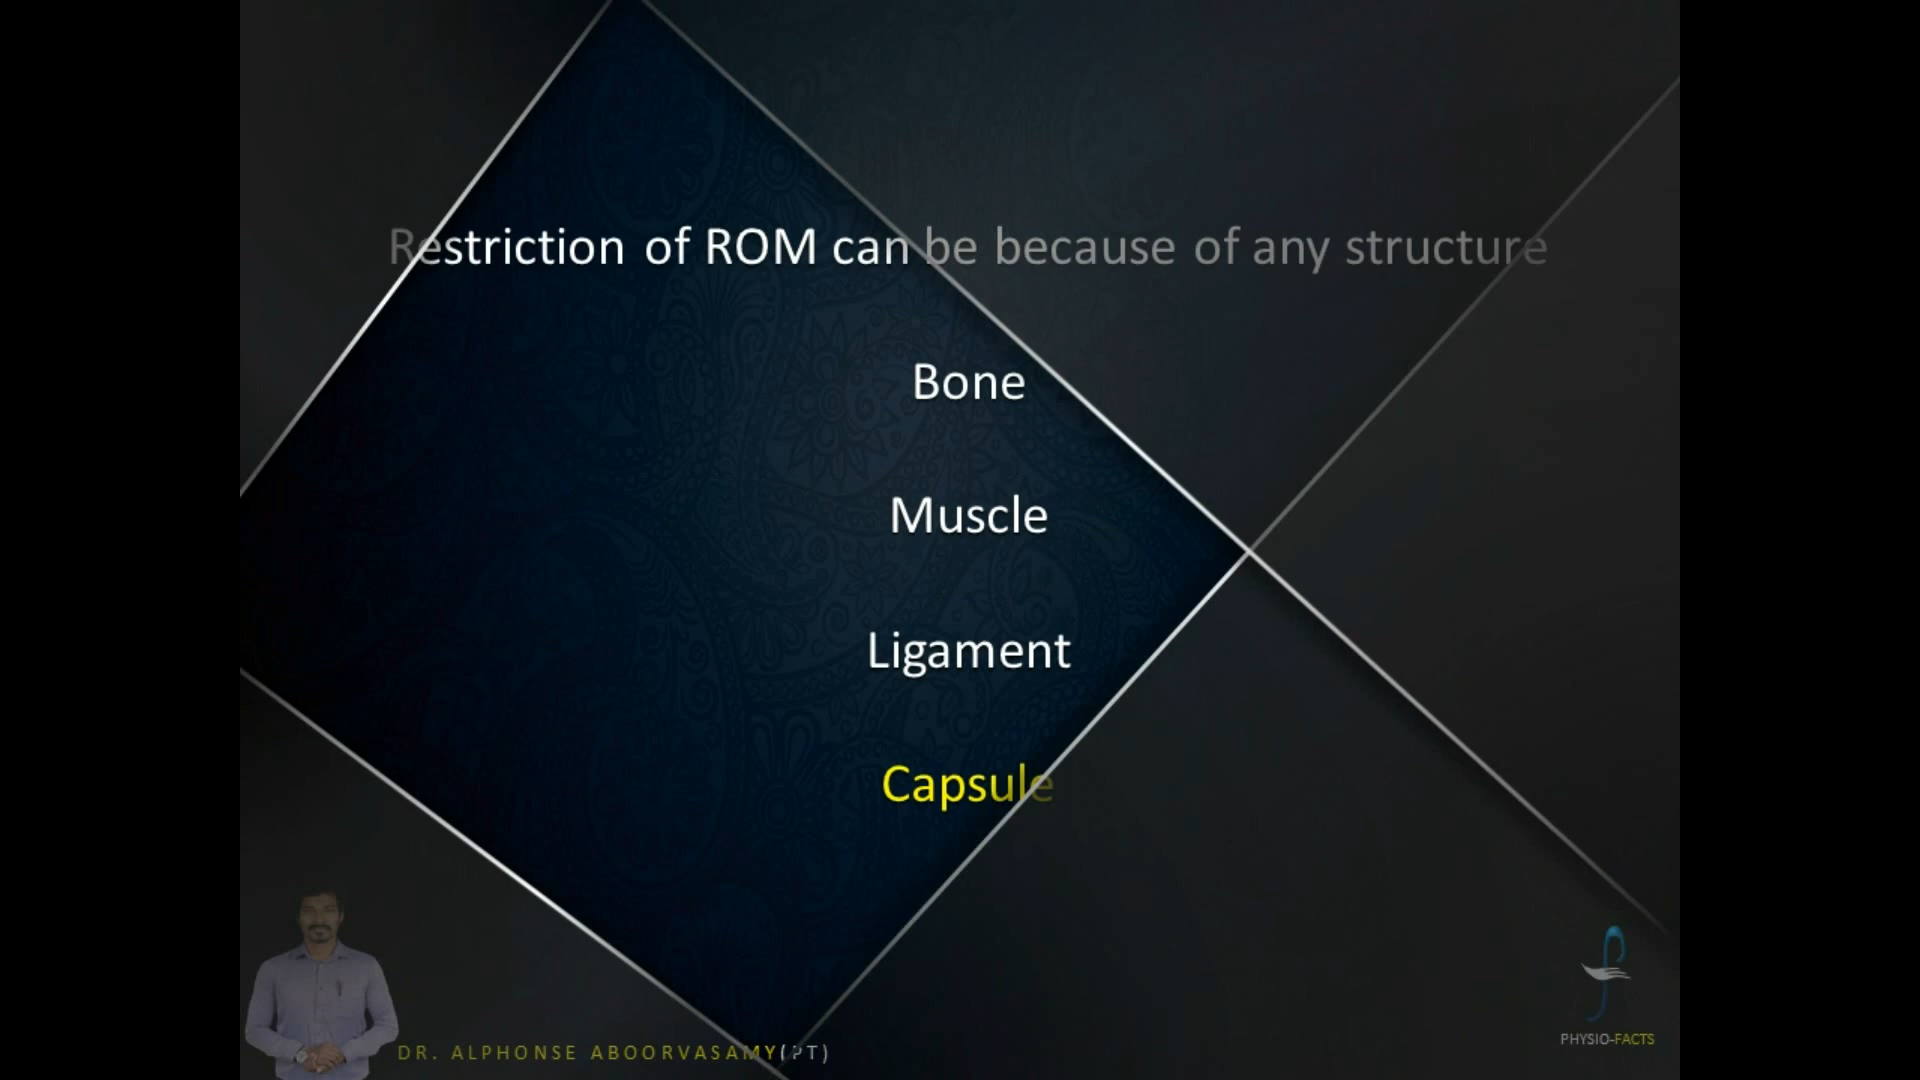 Restriction of ROM can be because of any structure
Bone
Muscle
Ligament
Capsule
DR. ALPHONSE ABOORVASAMY(PT)
PHYSIO-FACTS